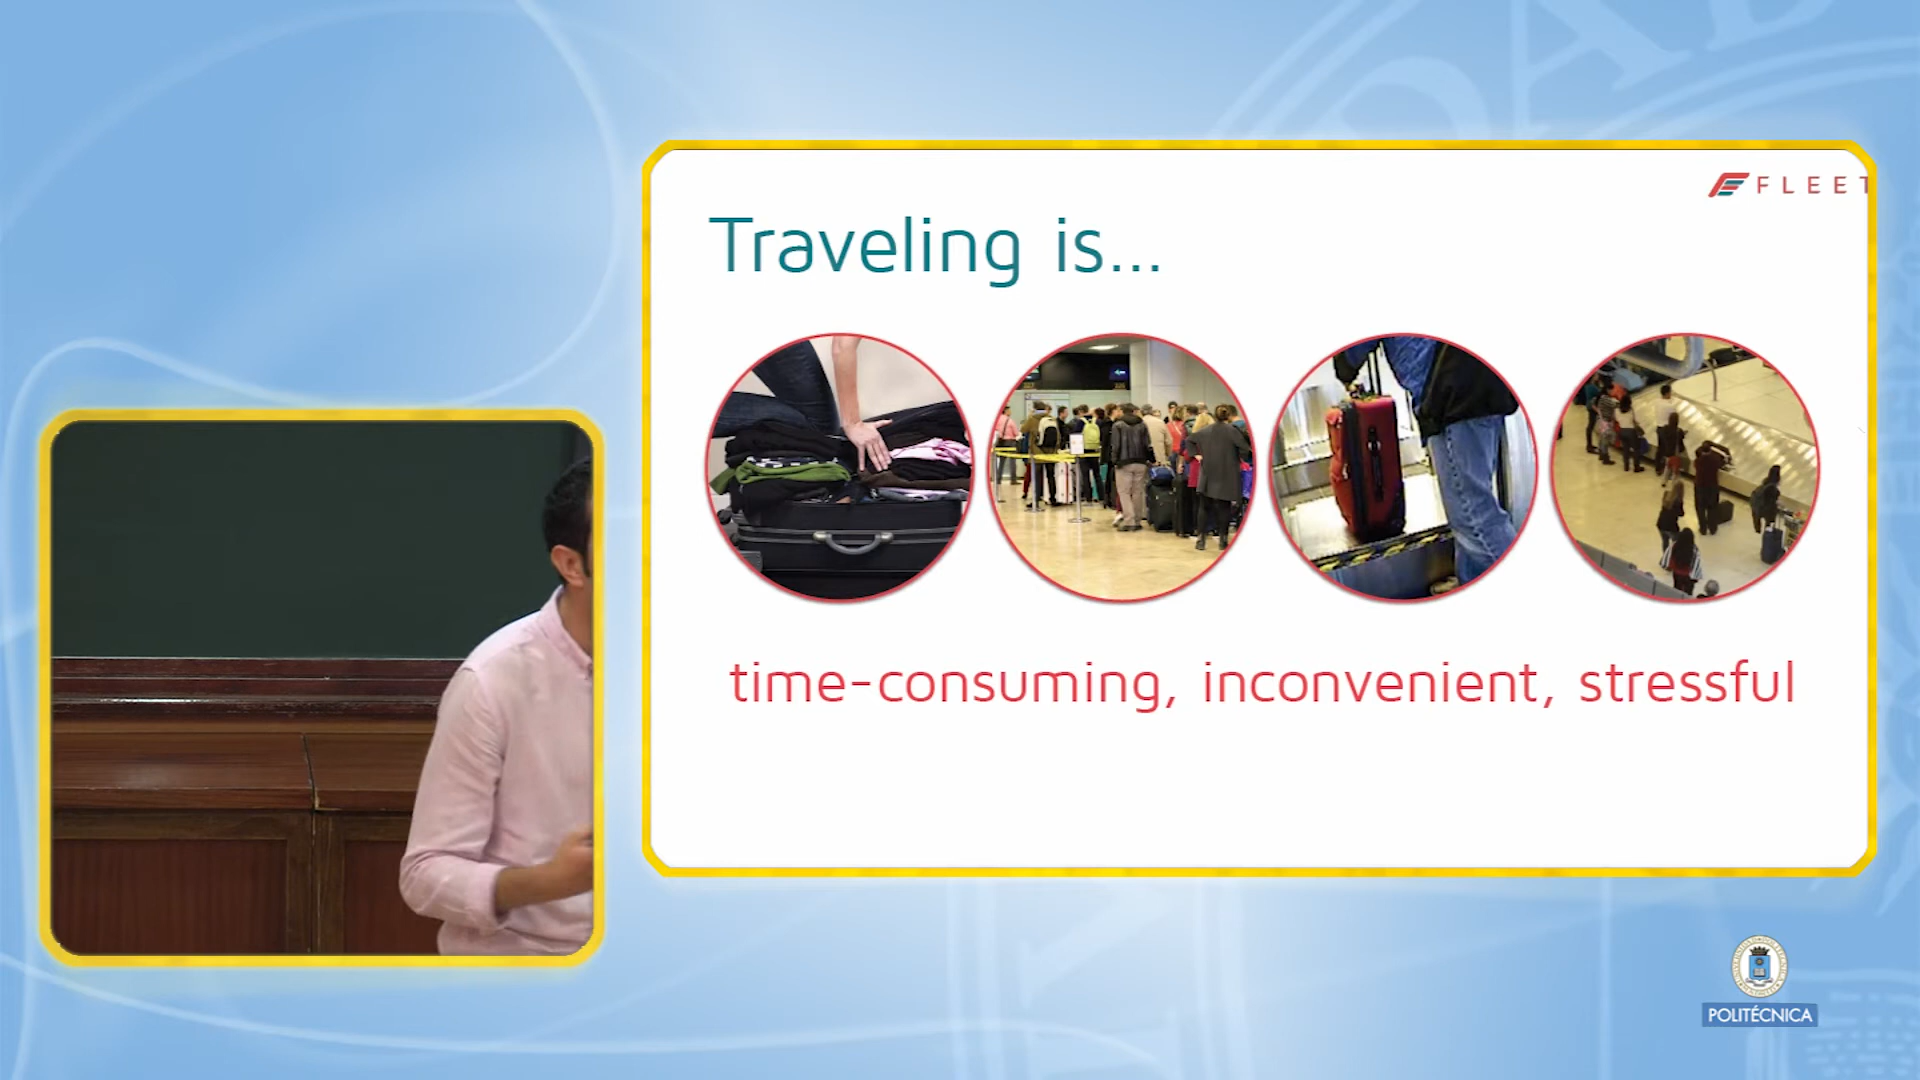 FLEET
Traveling is...
time-consuming, inconvenient, stressful
POLITÉCNICA